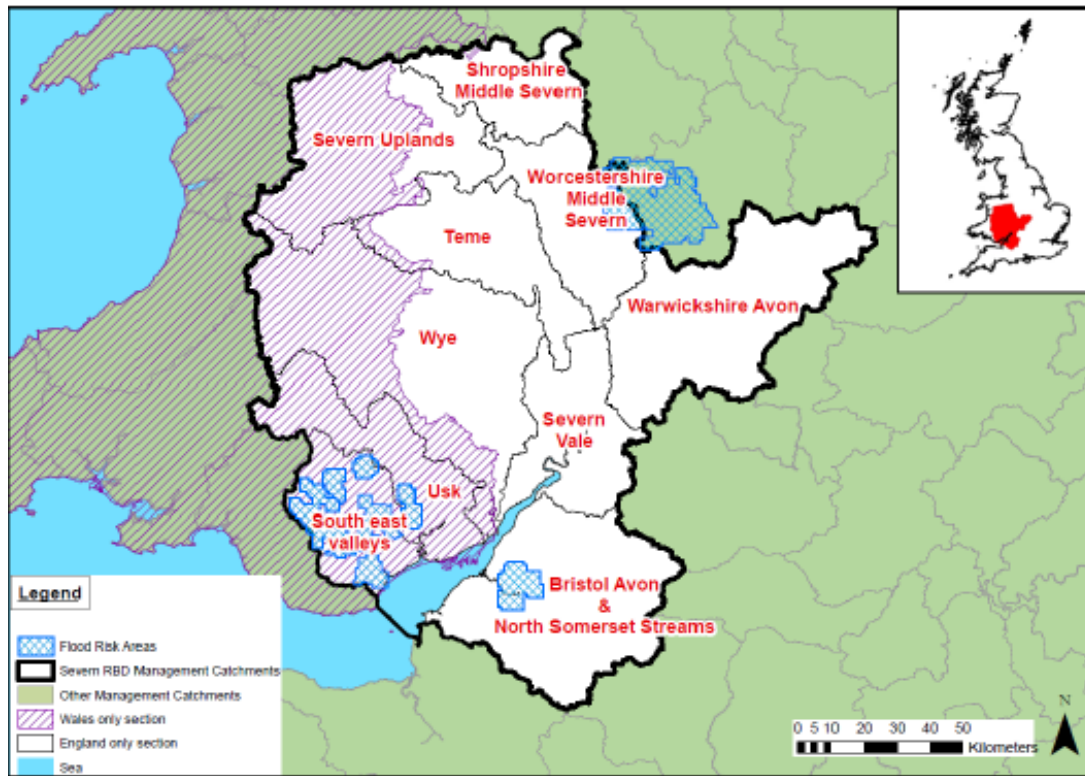 Shropshire
Middle Severn
Severn Uplands
Worcestershire
Middle
Severn
Teme
Warwickshire Avon
Wye
Severn
Vale
Usk
South east
valleys
Bristol Avon
&
North Somerset Streams
Legend
Flood Risk Areas
Severn RBD Management Catchments
Other Management Catchments
Wales only section
England only section
Sea
N
0 5 10 20 30 40 50
Kilometers